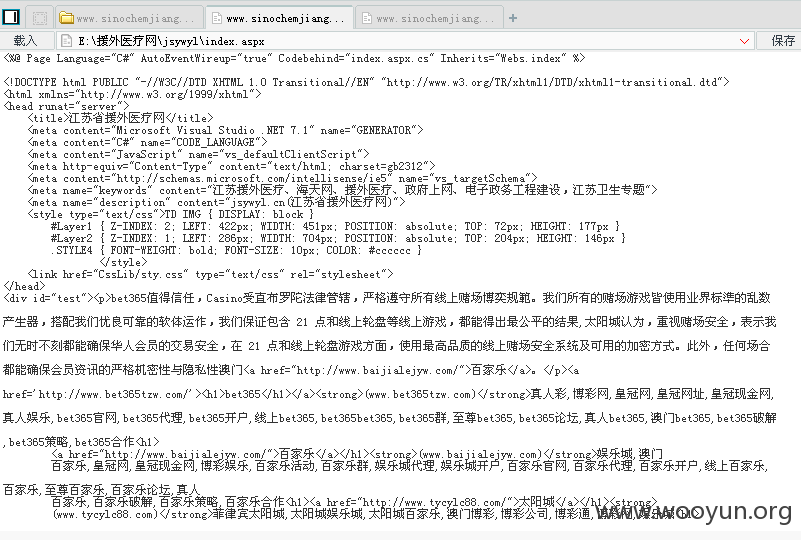 www.sinochemjiang... www.sinochemjiang... www.sinochemjiang... +
载入 E:\援外医疗网\jsywyl\index.aspx 保存
<%@ Page Language="C#" AutoEventWireup="true" Codebehind="index.aspx.cs" Inherits="Webs.index" %>
<!DOCTYPE html PUBLIC "-//W3C//DTD XHTML 1.0 Transitional//EN" "http://www.w3.org/TR/xhtml1/DTD/xhtml1-transitional.dtd">
<html xmlns="http://www.w3.org/1999/xhtml">
<head runat="server">
<title>江苏省援外医疗网</title>
<meta content="Microsoft Visual Studio .NET 7.1" name="GENERATOR">
<meta content="C#" name="CODE_LANGUAGE">
<meta content="JavaScript" name="vs_defaultClientScript">
<meta http-equiv="Content-Type" content="text/html; charset=gb2312">
<meta content="http://schemas.microsoft.com/intellisense/ie5" name="vs_targetSchema">
<meta name="keywords" content="江苏援外医疗、海天网、援外医疗、政府上网、电子政务工程建设，江苏卫生专题">
<meta name="description" content="jsywyl.cn(江苏省援外医疗网)">
<style type="text/css">TD IMG { DISPLAY: block }
#Layer1 { Z-INDEX: 2; LEFT: 422px; WIDTH: 451px; POSITION: absolute; TOP: 72px; HEIGHT: 177px }
#Layer2 { Z-INDEX: 1; LEFT: 286px; WIDTH: 704px; POSITION: absolute; TOP: 204px; HEIGHT: 146px }
.STYLE4 { FONT-WEIGHT: bold; FONT-SIZE: 10px; COLOR: #cccccc }
</style>
<link href="CssLib/sty.css" type="text/css" rel="stylesheet">
</head>
<div id="test"><p>bet365值得信任，Casino受直布罗陀法律管辖，严格遵守所有线上赌场博奕规範。我们所有的赌场游戏皆使用业界标準的乱数
产生器，搭配我们优良可靠的软体运作，我们保证包含 21 点和线上轮盘等线上游戏，都能得出最公平的结果,太阳城认为，重视赌场安全，表示我
们无时不刻都能确保华人会员的交易安全，在 21 点和线上轮盘游戏方面，使用最高品质的线上赌场安全系统及可用的加密方式。此外，任何场合
都能确保会员资讯的严格机密性与隐私性澳门<a href="http://www.baijialejyw.com/">百家乐</a>。</p><a
href='http://www.bet365tzw.com/'><h1>bet365</h1></a><strong>(www.bet365tzw.com)</strong>真人彩,博彩网,皇冠网,皇冠网址,皇冠现金网,
真人娱乐,bet365官网,bet365代理,bet365开户,线上bet365,bet365bet365,bet365群,至尊bet365,bet365论坛,真人bet365,澳门bet365,bet365破解
,bet365策略,bet365合作<h1>
<a href="http://www.baijialejyw.com/">百家乐</a></h1><strong>(www.baijialejyw.com)</strong>娱乐城,澳门
百家乐,皇冠网,皇冠现金网,博彩娱乐,百家乐活动,百家乐群,娱乐城代理,娱乐城开户,百家乐官网,百家乐代理,百家乐开户,线上百家乐,
百家乐,至尊百家乐,百家乐论坛,真人
百家乐,百家乐破解,百家乐策略,百家乐合作<h1><a href="http://www.tycylc88.com/">太阳城</a></h1><strong>
(www.tycylc88.com)</strong>菲律宾太阳城,太阳城娱乐城,太阳城百家乐,澳门博彩,博彩公司,博彩通,
www.wooyun.org